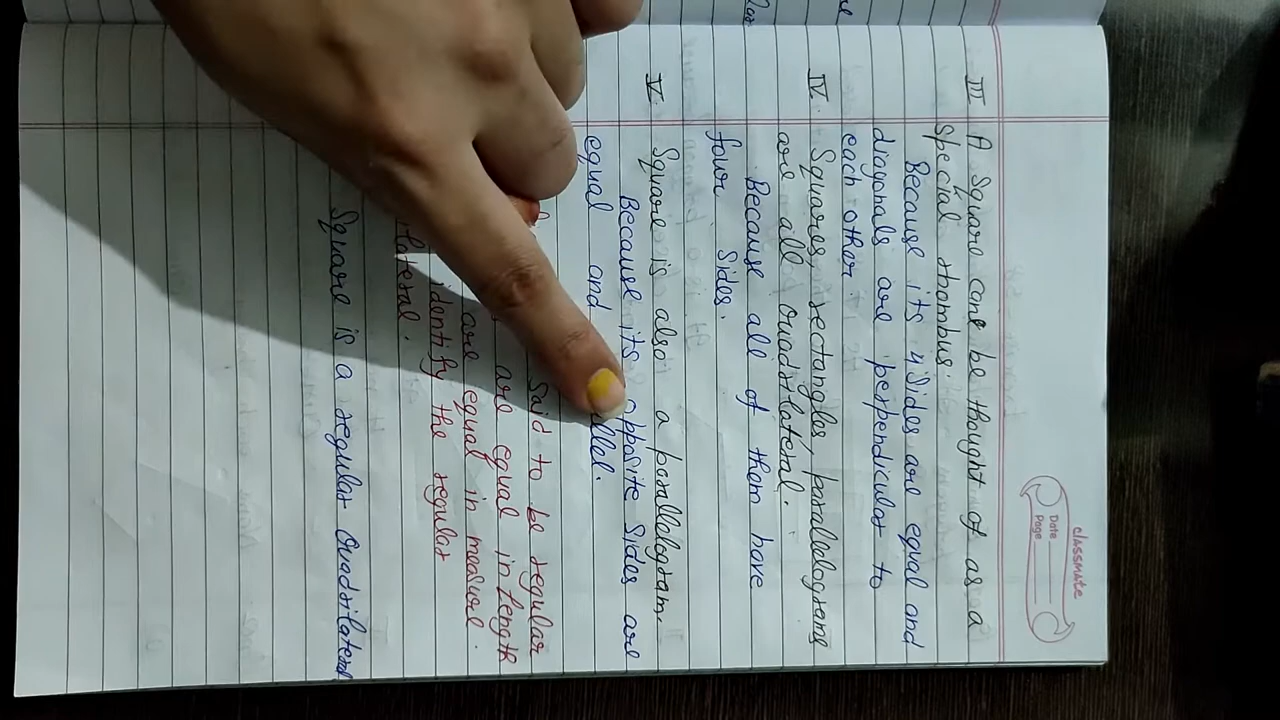 classmate
Date
Page
III A Square cane be thought of as a
special rhombus.
Because its 4 Sides are equal and
diagonals are perpendicular to
each other.
IV. Squares, rectangles, parallelograms
are all Quadrilateral.
Because all of them have
four Sides.
V. Square is also a parallelogram.
Because its opposite Sides are
equal and
Said to be regular
are equal in Length
are equal in measure.
identify the regular
Square is a regular Quadrilateral